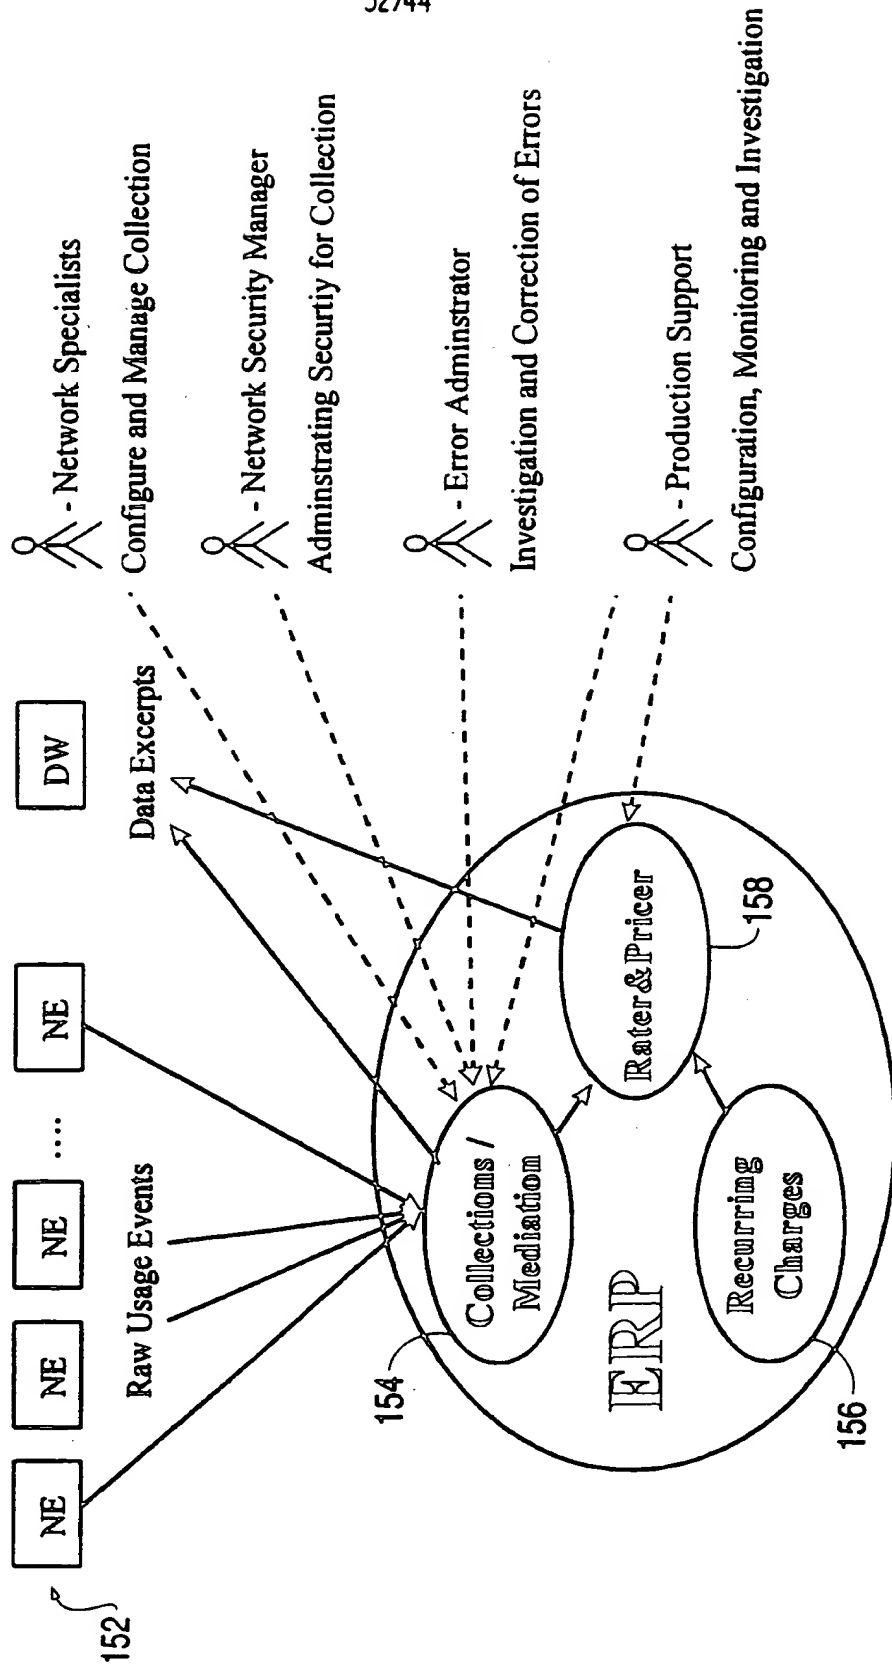 52744
152
NE
NE
NE
....
NE
DW
Raw Usage Events
Data Excerpts
- Network Specialists
Configure and Manage Collection
- Network Security Manager
Adminstrating Securtiy for Collection
- Error Adminstrator
Investigation and Correction of Errors
- Production Support
Configuration, Monitoring and Investigation
154
Collections /
Mediation
ERP
Rater&Pricer
158
Recurring
Charges
156